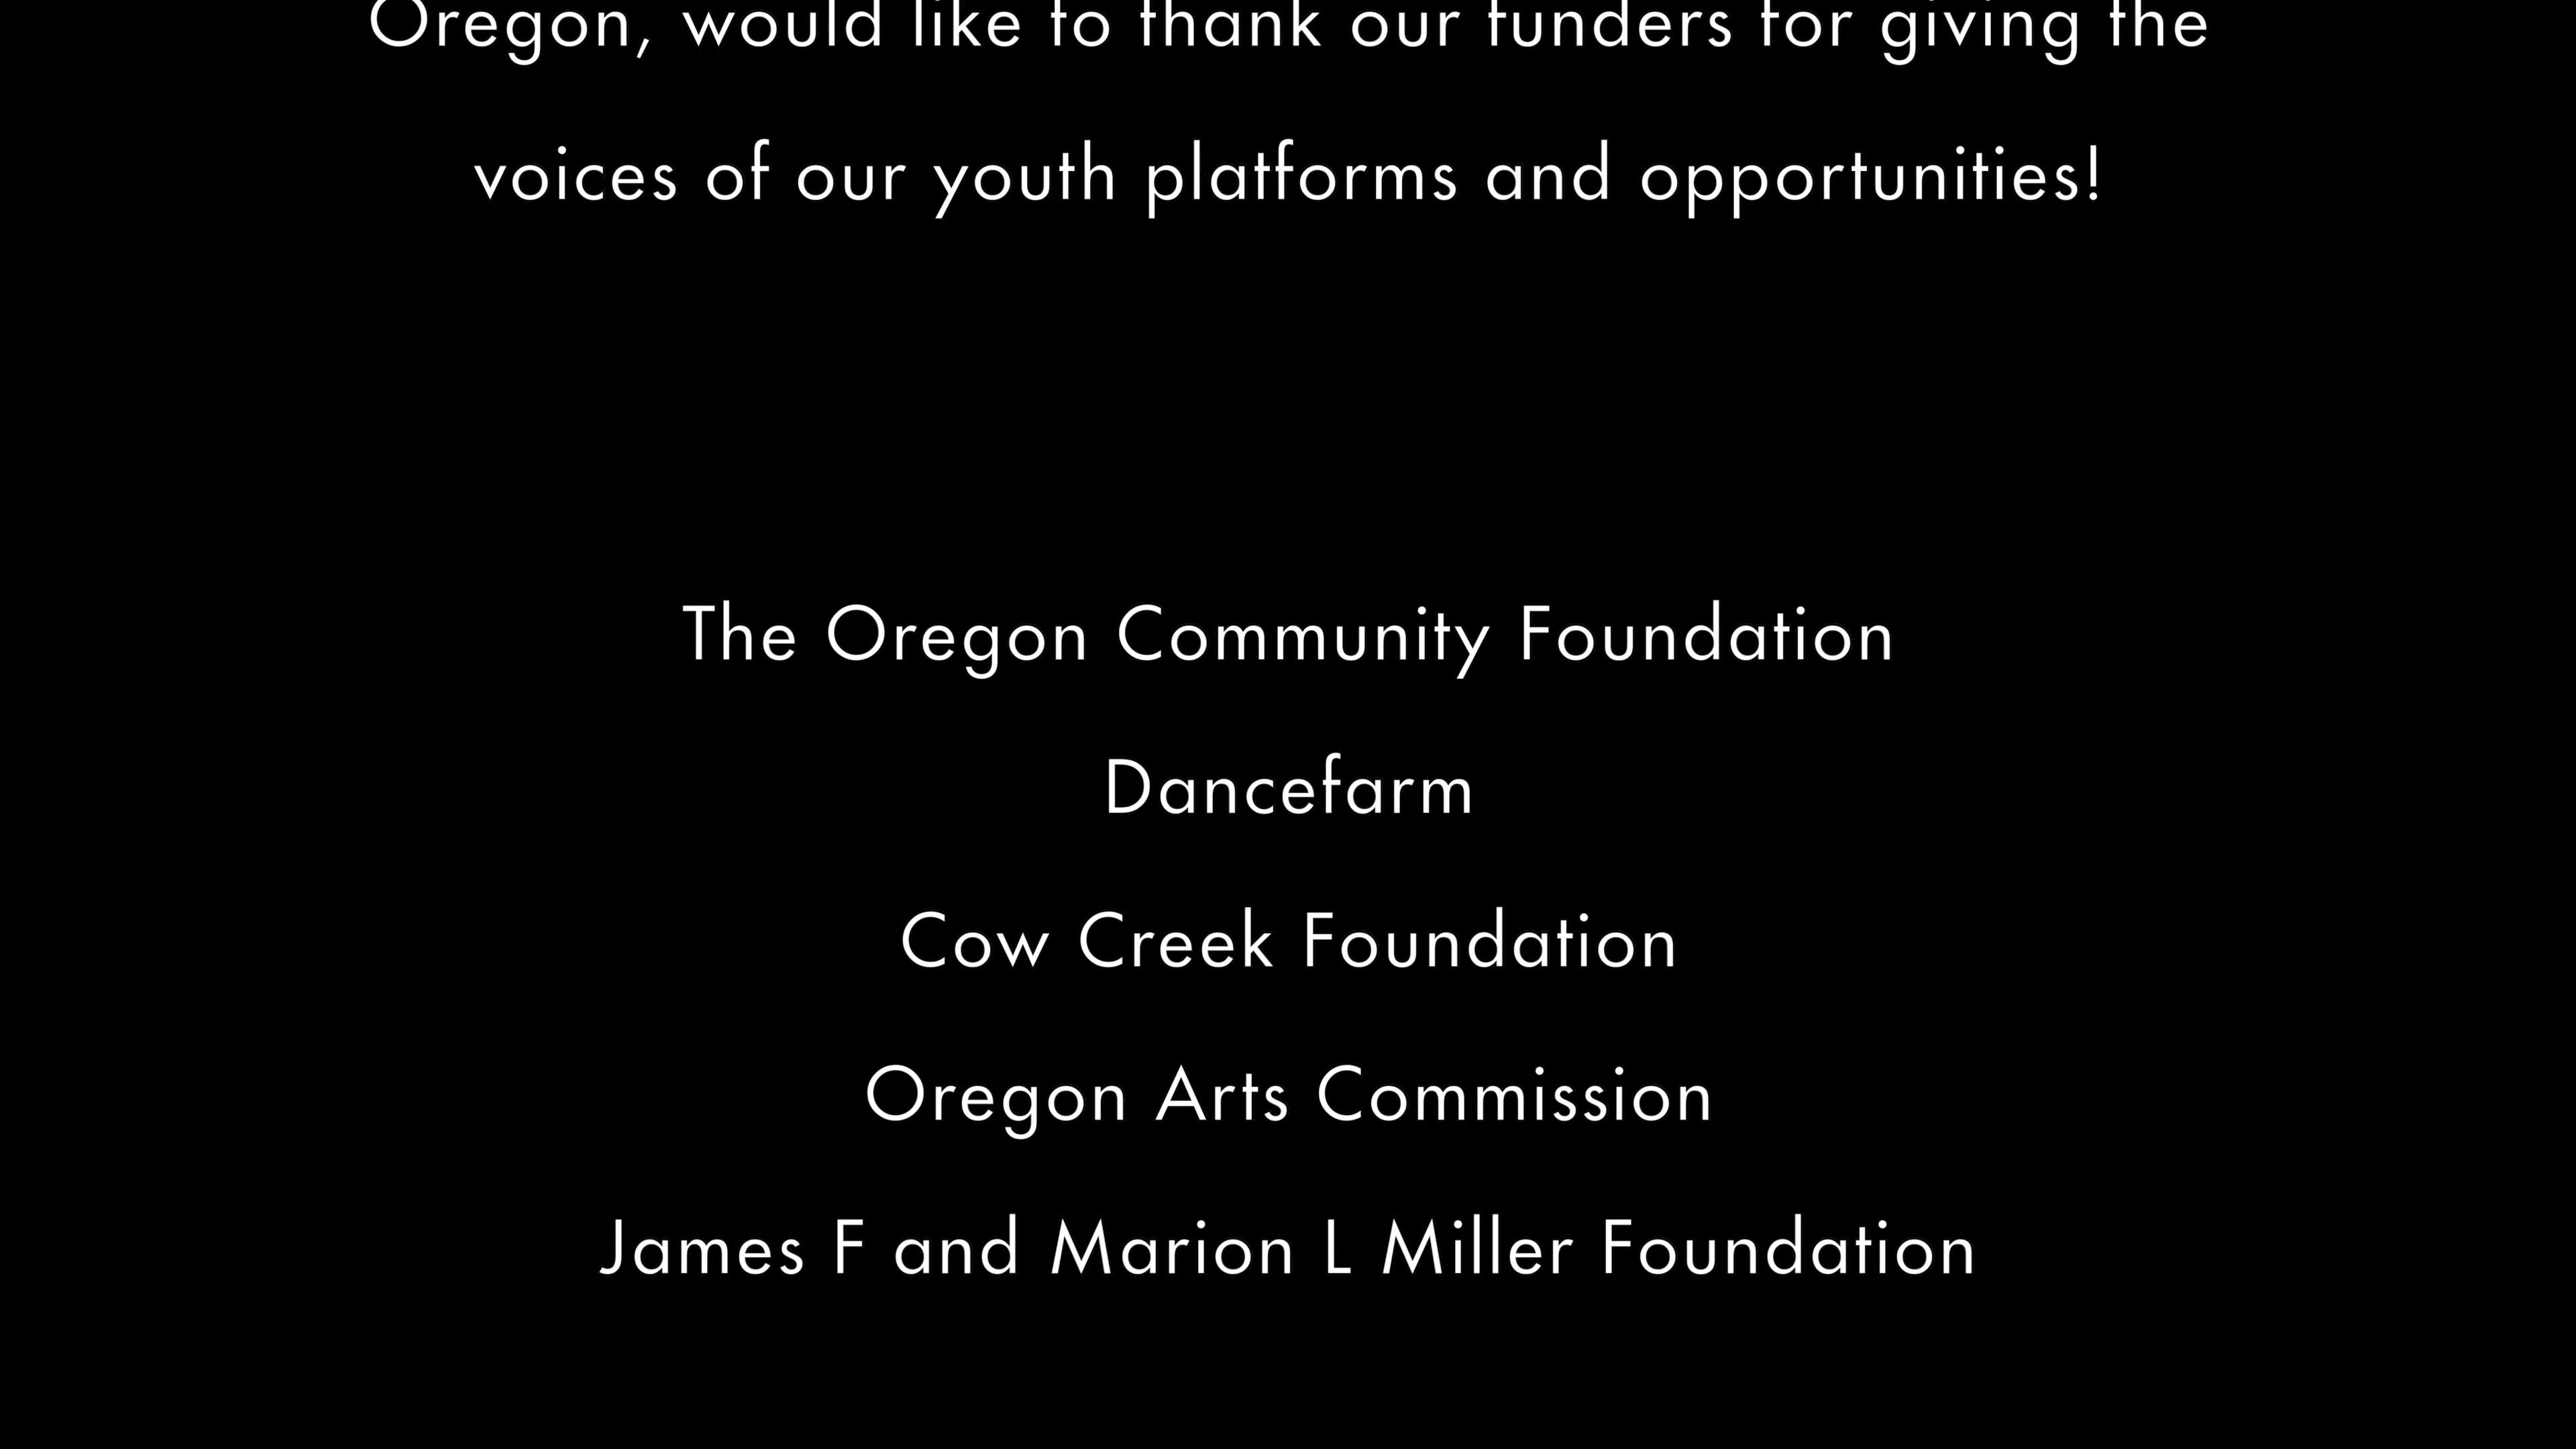 Oregon, would like to thank our funders for giving the
voices of our youth platforms and opportunities!
The Oregon Community Foundation
Dancefarm
Cow Creek Foundation
Oregon Arts Commission
James F and Marion L Miller Foundation